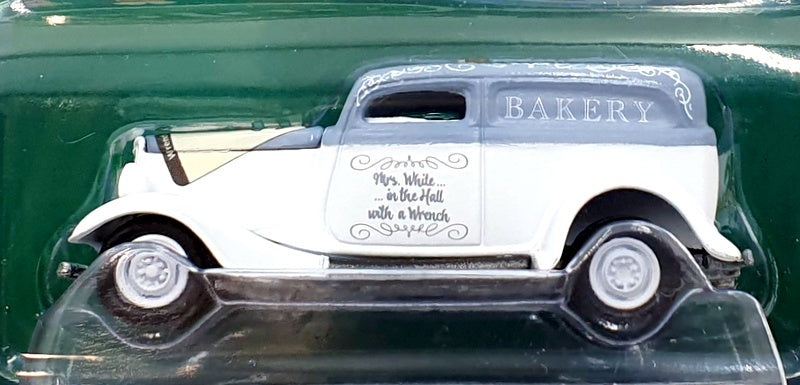 BAKERY
Mrs. White...
... in the Hall
with a Wrench